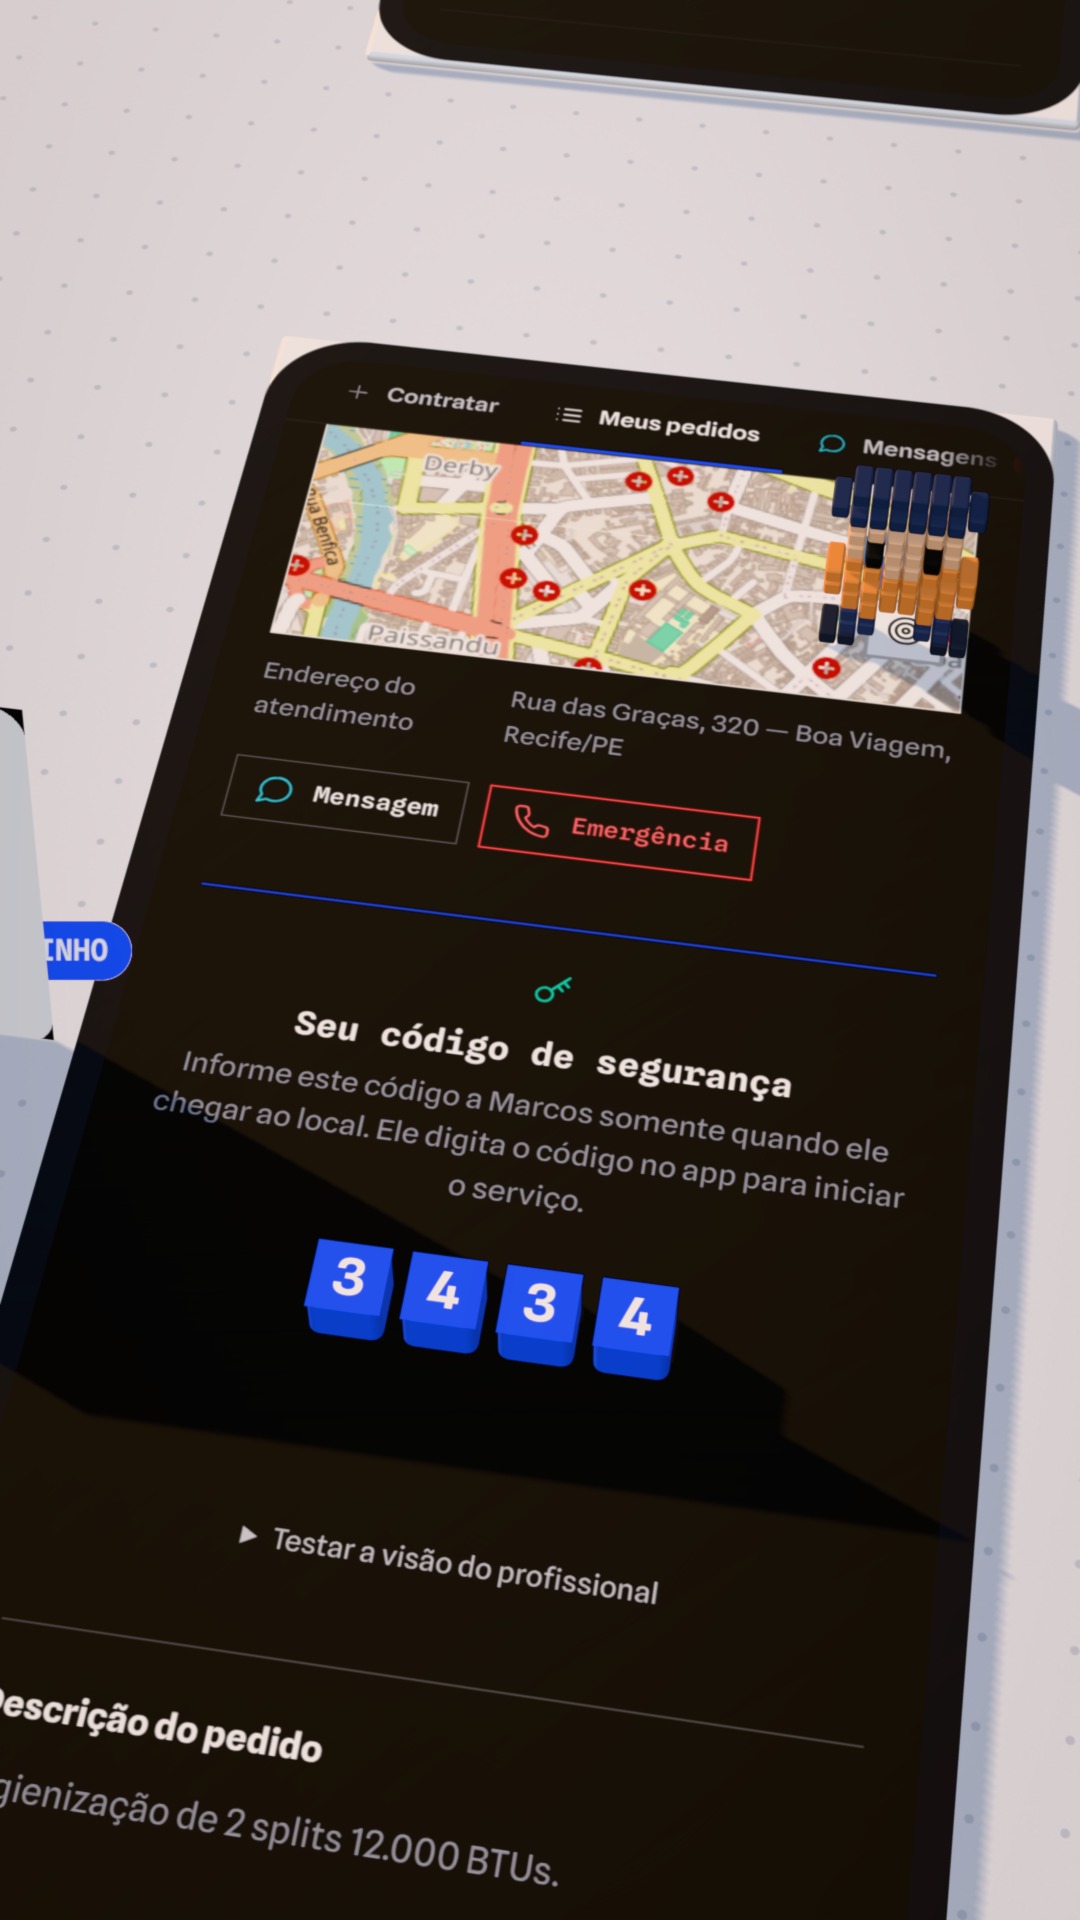 Contratar
Meus pedidos
Mensagens
Derby
ua Benfica
Paissandu
Endereço do
atendimento
Rua das Graças, 320 — Boa Viagem,
Recife/PE
Mensagem
Emergência
INHO
Seu código de segurança
Informe este código a Marcos somente quando ele
chegar ao local. Ele digita o código no app para iniciar
o serviço.
3 4 3 4
Testar a visão do profissional
Descrição do pedido
gienização de 2 splits 12.000 BTUs.